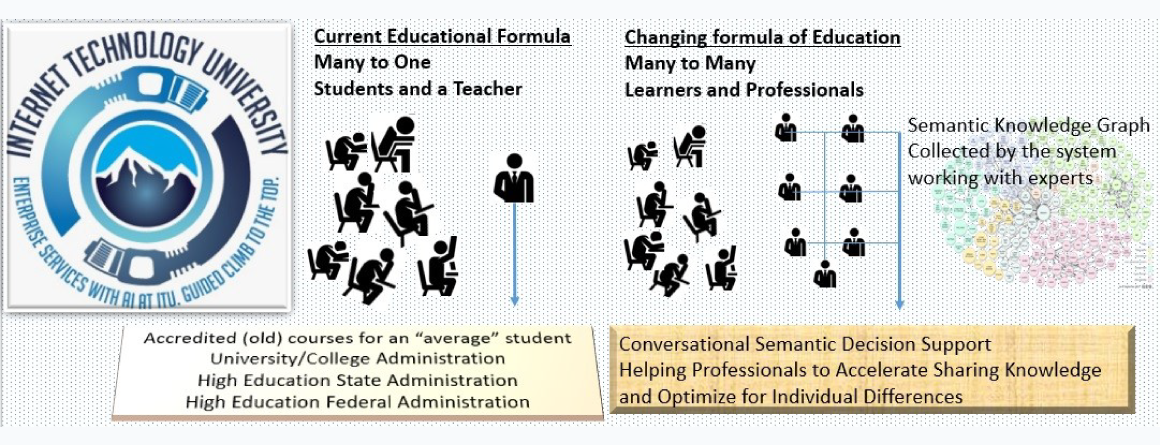 INTERNET TECHNOLOGY UNIVERSITY
ENTERPRISE SERVICES WITH AI AT ITU. GUIDED CLIMB TO THE TOP.
Current Educational Formula
Many to One
Students and a Teacher
Changing formula of Education
Many to Many
Learners and Professionals
Semantic Knowledge Graph
Collected by the system
working with experts
Accredited (old) courses for an “average” student
University/College Administration
High Education State Administration
High Education Federal Administration
Conversational Semantic Decision Support
Helping Professionals to Accelerate Sharing Knowledge
and Optimize for Individual Differences